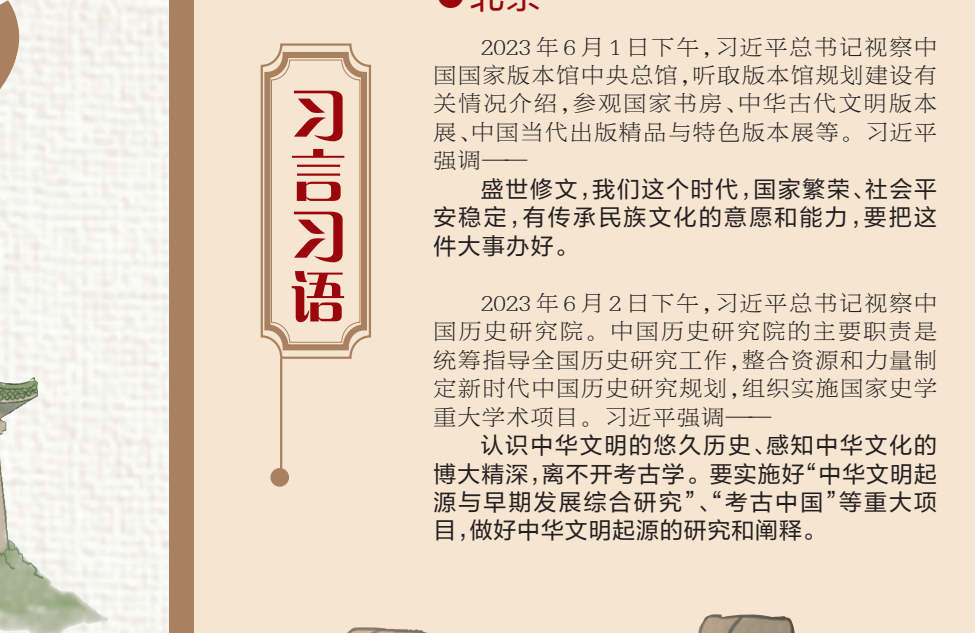 北京
2023年6月1日下午,习近平总书记视察中
国国家版本馆中央总馆,听取版本馆规划建设有
关情况介绍,参观国家书房、中华古代文明版本
展、中国当代出版精品与特色版本展等。习近平
强调——
盛世修文,我们这个时代,国家繁荣、社会平
安稳定,有传承民族文化的意愿和能力,要把这
件大事办好。
2023年6月2日下午,习近平总书记视察中
国历史研究院。中国历史研究院的主要职责是
统筹指导全国历史研究工作,整合资源和力量制
定新时代中国历史研究规划,组织实施国家史学
重大学术项目。习近平强调——
认识中华文明的悠久历史、感知中华文化的
博大精深,离不开考古学。要实施好“中华文明起
源与早期发展综合研究”、“考古中国”等重大项
目,做好中华文明起源的研究和阐释。
习言习语